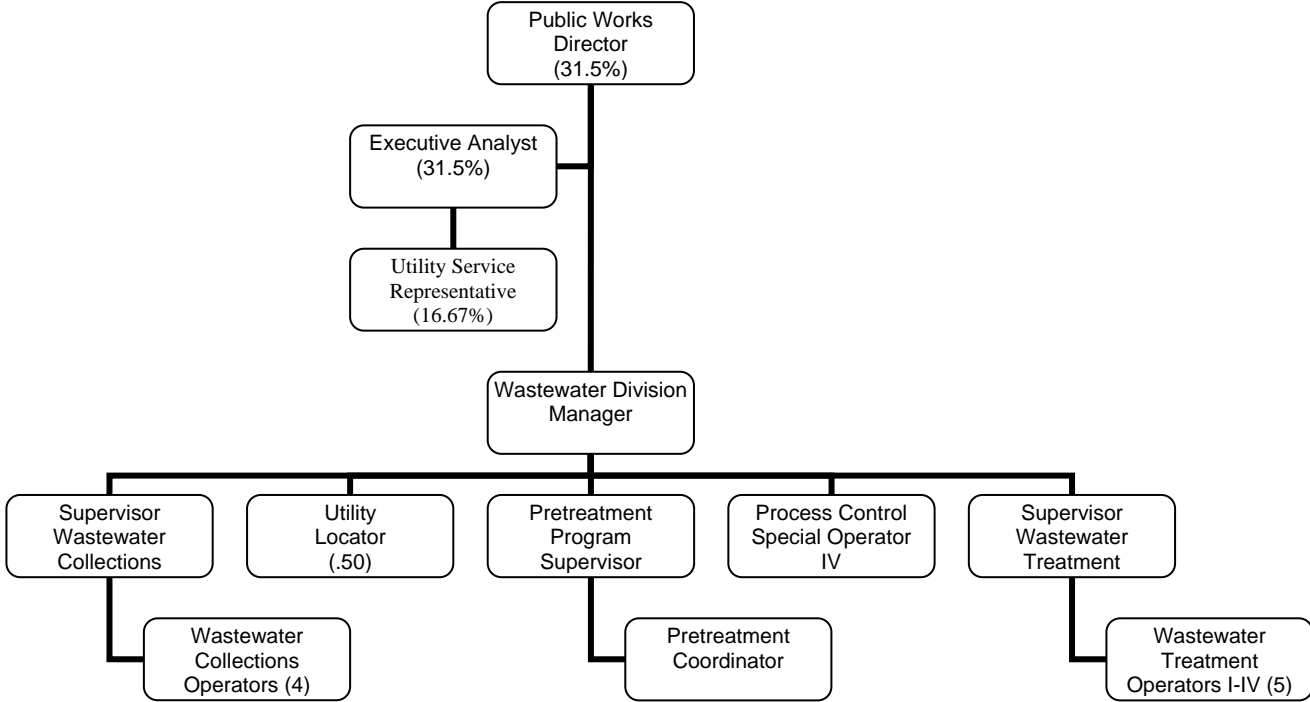 Public Works
Director
(31.5%)
Executive Analyst
(31.5%)
Utility Service
Representative
(16.67%)
Wastewater Division
Manager
Supervisor
Wastewater
Collections
Utility
Locator
(.50)
Pretreatment
Program
Supervisor
Process Control
Special Operator
IV
Supervisor
Wastewater
Treatment
Wastewater
Collections
Operators (4)
Pretreatment
Coordinator
Wastewater
Treatment
Operators I-IV (5)